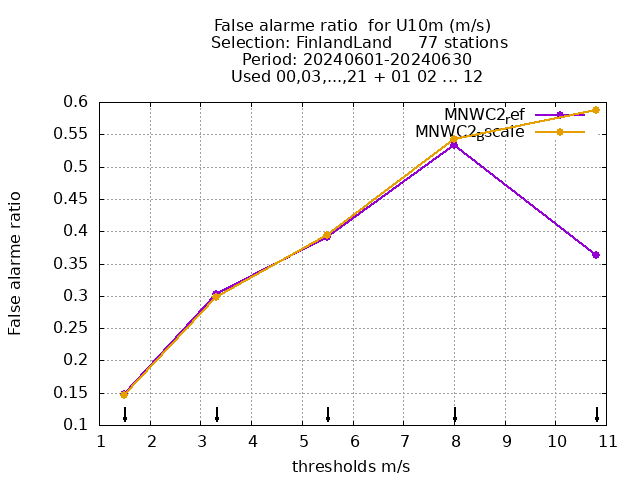 False alarme ratio  for U10m (m/s)
Selection: FinlandLand     77 stations
Period: 20240601-20240630
Used 00,03,...,21 + 01 02 ... 12
MNWC2ref
MNWC2Bscale
False alarme ratio
0.6
0.55
0.5
0.45
0.4
0.35
0.3
0.25
0.2
0.15
0.1
1 2 3 4 5 6 7 8 9 10 11
thresholds m/s